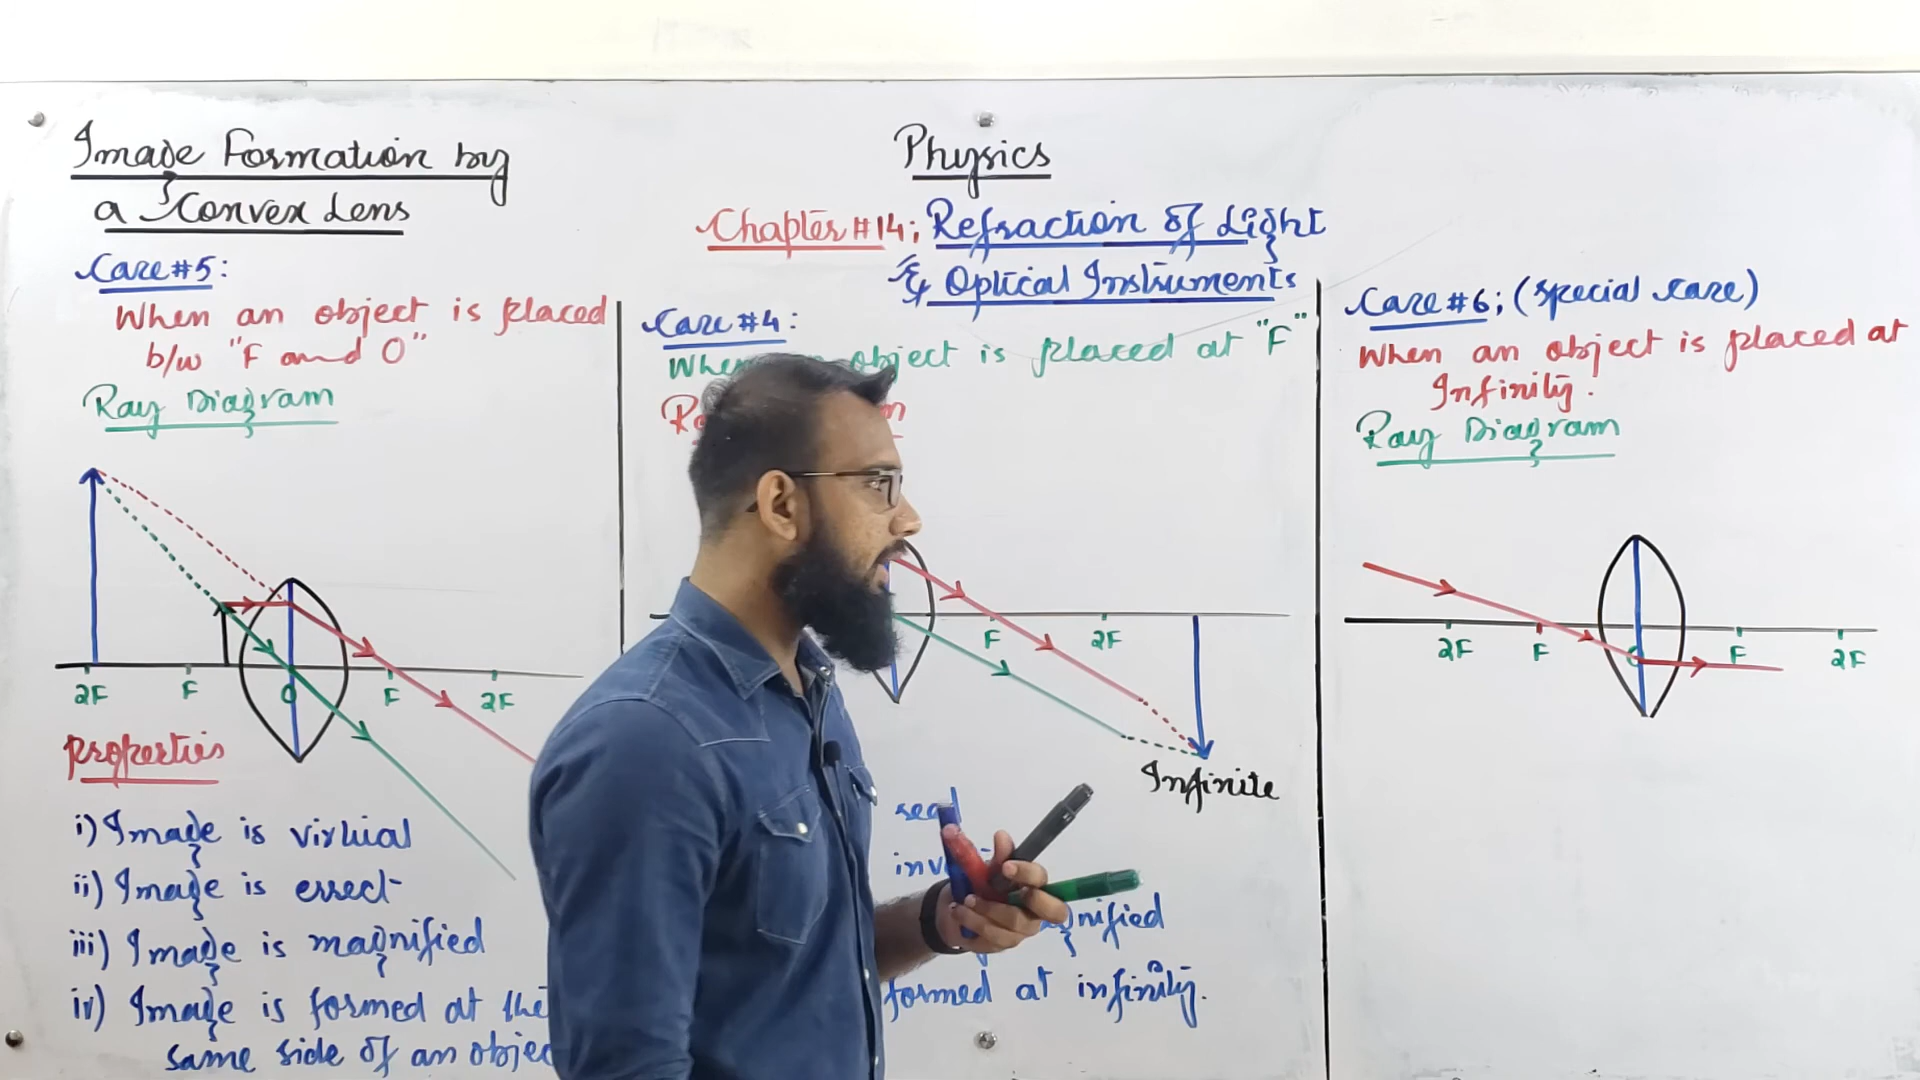 Image Formation by
a Convex Lens
Case#5:
When an object is placed
b/w "F and O"
Ray Diagram
2F F O F 2F
Properties
i) Image is virtual
ii) Image is errect
iii) Image is magnified
iv) Image is formed at the
same side of an objec
Physics
Chapter #14; Refraction of Light
& Optical Instruments
Case #4:
object is placed at "F"
F 2F
Infinite
formed at infinity.
Case #6; (special case)
When an object is placed at
Infinity.
Ray Diagram
2F F F 2F